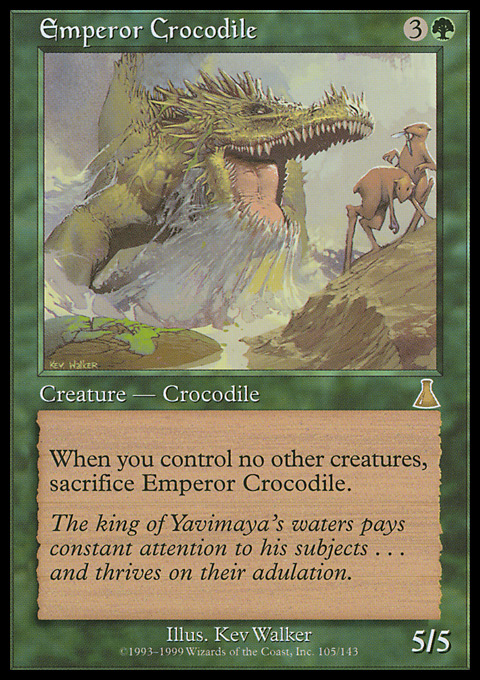 Emperor Crocodile 3
KEV WALKER
Creature — Crocodile
When you control no other creatures,
sacrifice Emperor Crocodile.
The king of Yavimaya's waters pays
constant attention to his subjects . . .
and thrives on their adulation.
Illus. Kev Walker
©1993–1999 Wizards of the Coast, Inc. 105/143
5/5